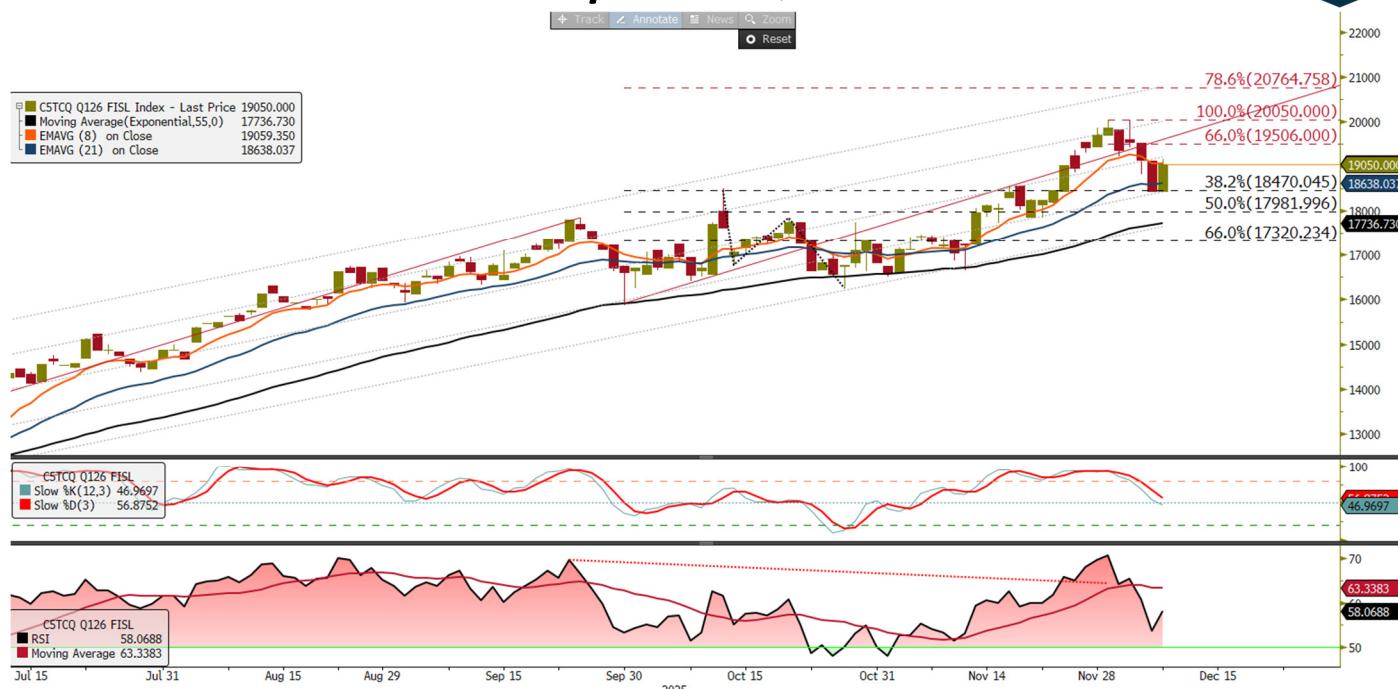 Track Annotate News Zoom
Reset
C5TCQ Q126 FISL Index - Last Price 19050.000
Moving Average(Exponential,55,0) 17736.730
EMAVG (8) on Close 19059.350
EMAVG (21) on Close 18638.037
22000
78.6%(20764.758)
21000
100.0%(20050.000)
20000
66.0%(19506.000)
19050.000
38.2%(18470.045)
18638.03
50.0%(17981.996)
18000
17736.730
66.0%(17320.234)
17000
16000
15000
14000
13000
C5TCQ Q126 FISL
Slow %K(12,3) 46.9697
Slow %D(3) 56.8752
100
46.9697
C5TCQ Q126 FISL
RSI 58.0688
Moving Average 63.3383
70
63.3383
58.0688
50
Jul 15 Jul 31 Aug 15 Aug 29 Sep 15 Sep 30 Oct 15 Oct 31 Nov 14 Nov 28 Dec 15
2025